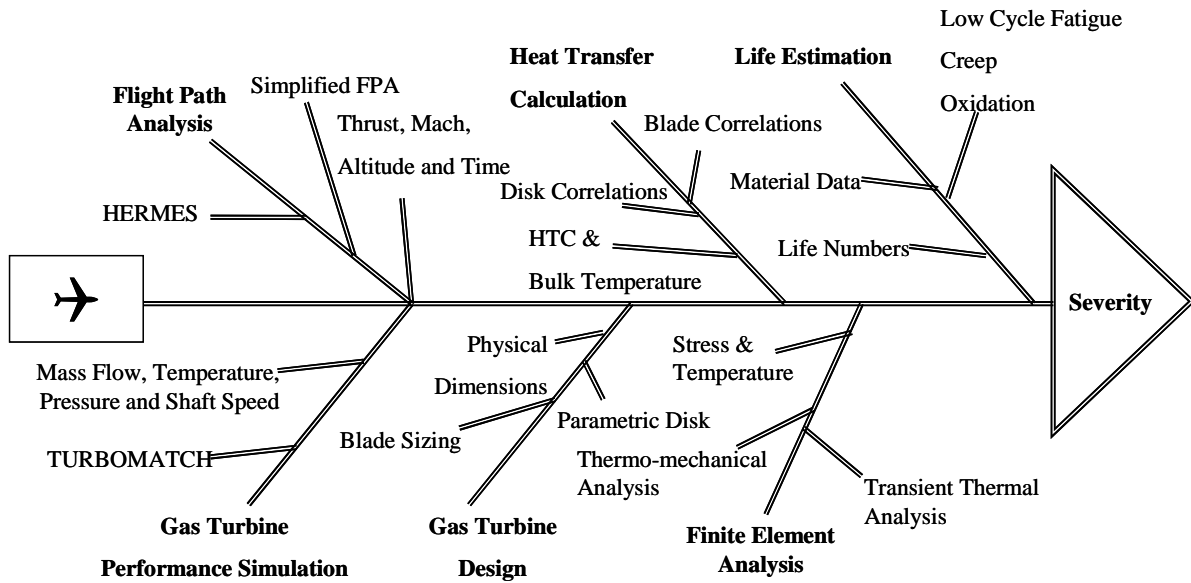 Low Cycle Fatigue
Creep
Oxidation
Heat Transfer
Calculation
Life Estimation
Simplified FPA
Flight Path
Analysis
Thrust, Mach,
Altitude and Time
Blade Correlations
Disk Correlations
Material Data
HERMES
HTC &
Bulk Temperature
Life Numbers
Severity
Physical
Dimensions
Stress &
Temperature
Mass Flow, Temperature,
Pressure and Shaft Speed
Parametric Disk
Blade Sizing
TURBOMATCH
Thermo-mechanical
Analysis
Transient Thermal
Analysis
Gas Turbine
Performance Simulation
Gas Turbine
Design
Finite Element
Analysis